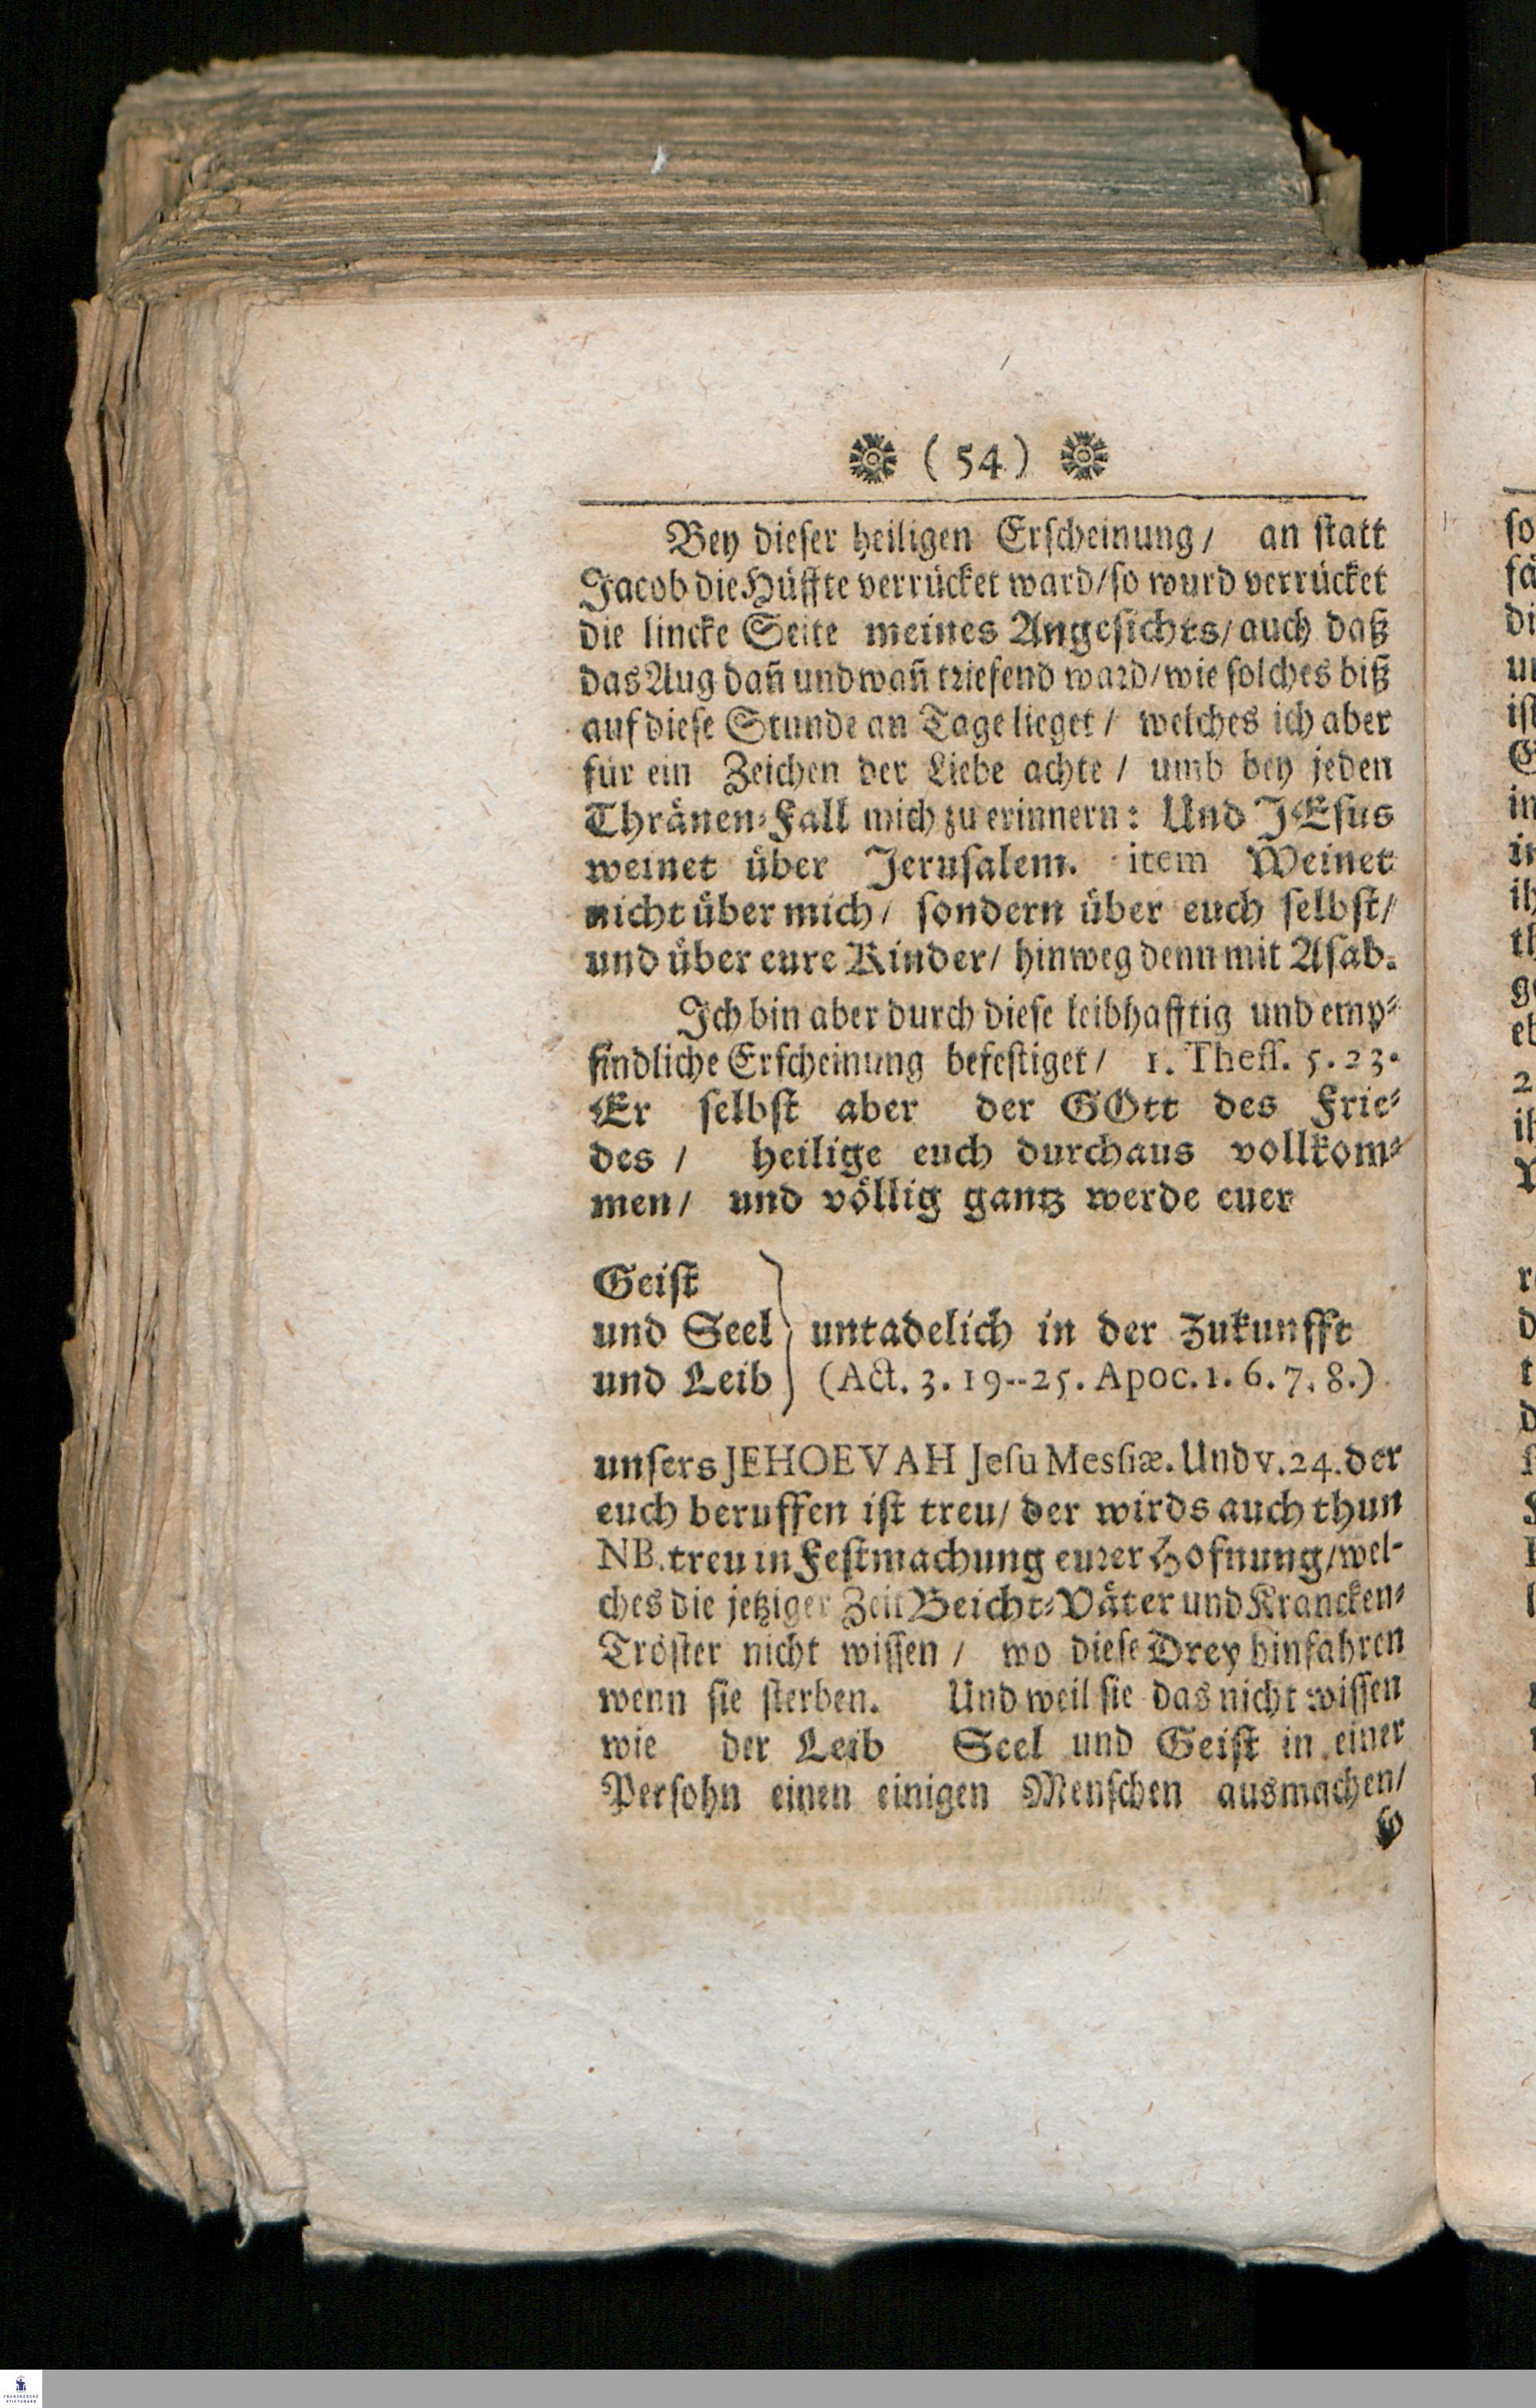 ❁ (54) ❁
Bey dieser heiligen Erscheinung / an statt
Jacob die Hüffte verrücket ward / so wurd verrücket
die lincke Seite meines Angesichts / auch daß
das Aug dañ und wañ triefend ward / wie solches biß
auf diese Stunde an Tage lieget / welches ich aber
für ein Zeichen der Liebe achte / umb bey jeden
Thränen-Fall mich zu erinnern: Und JEsus
weinet über Jerusalem. item Weinet
nicht über mich / sondern über euch selbst /
und über eure Kinder / hinweg denn mit Asab.
Ich bin aber durch diese leibhafftig und emp-
findliche Erscheinung befestiget / 1. Thess. 5. 23.
Er selbst aber der GOtt des Frie-
des / heilige euch durchaus vollkom-
men / und völlig gantz werde euer
Geist
und Seel untadelich in der Zukunfft
und Leib (Act. 3. 19--25. Apoc. 1. 6. 7. 8.)
unsers JEHOEVAH Jesu Messiæ. Und v. 24. der
euch beruffen ist treu / der wirds auch thun
NB. treu in Festmachung eurer Hofnung / wel-
ches die jetziger Zeit Beicht-Väter und Krancken-
Tröster nicht wissen / wo diese Drey hinfahren
wenn sie sterben. Und weil sie das nicht wissen
wie der Leib Seel und Geist in einer
Persohn einen einigen Menschen ausmachen /
so
FRANCKESCHE
STIFTUNGEN